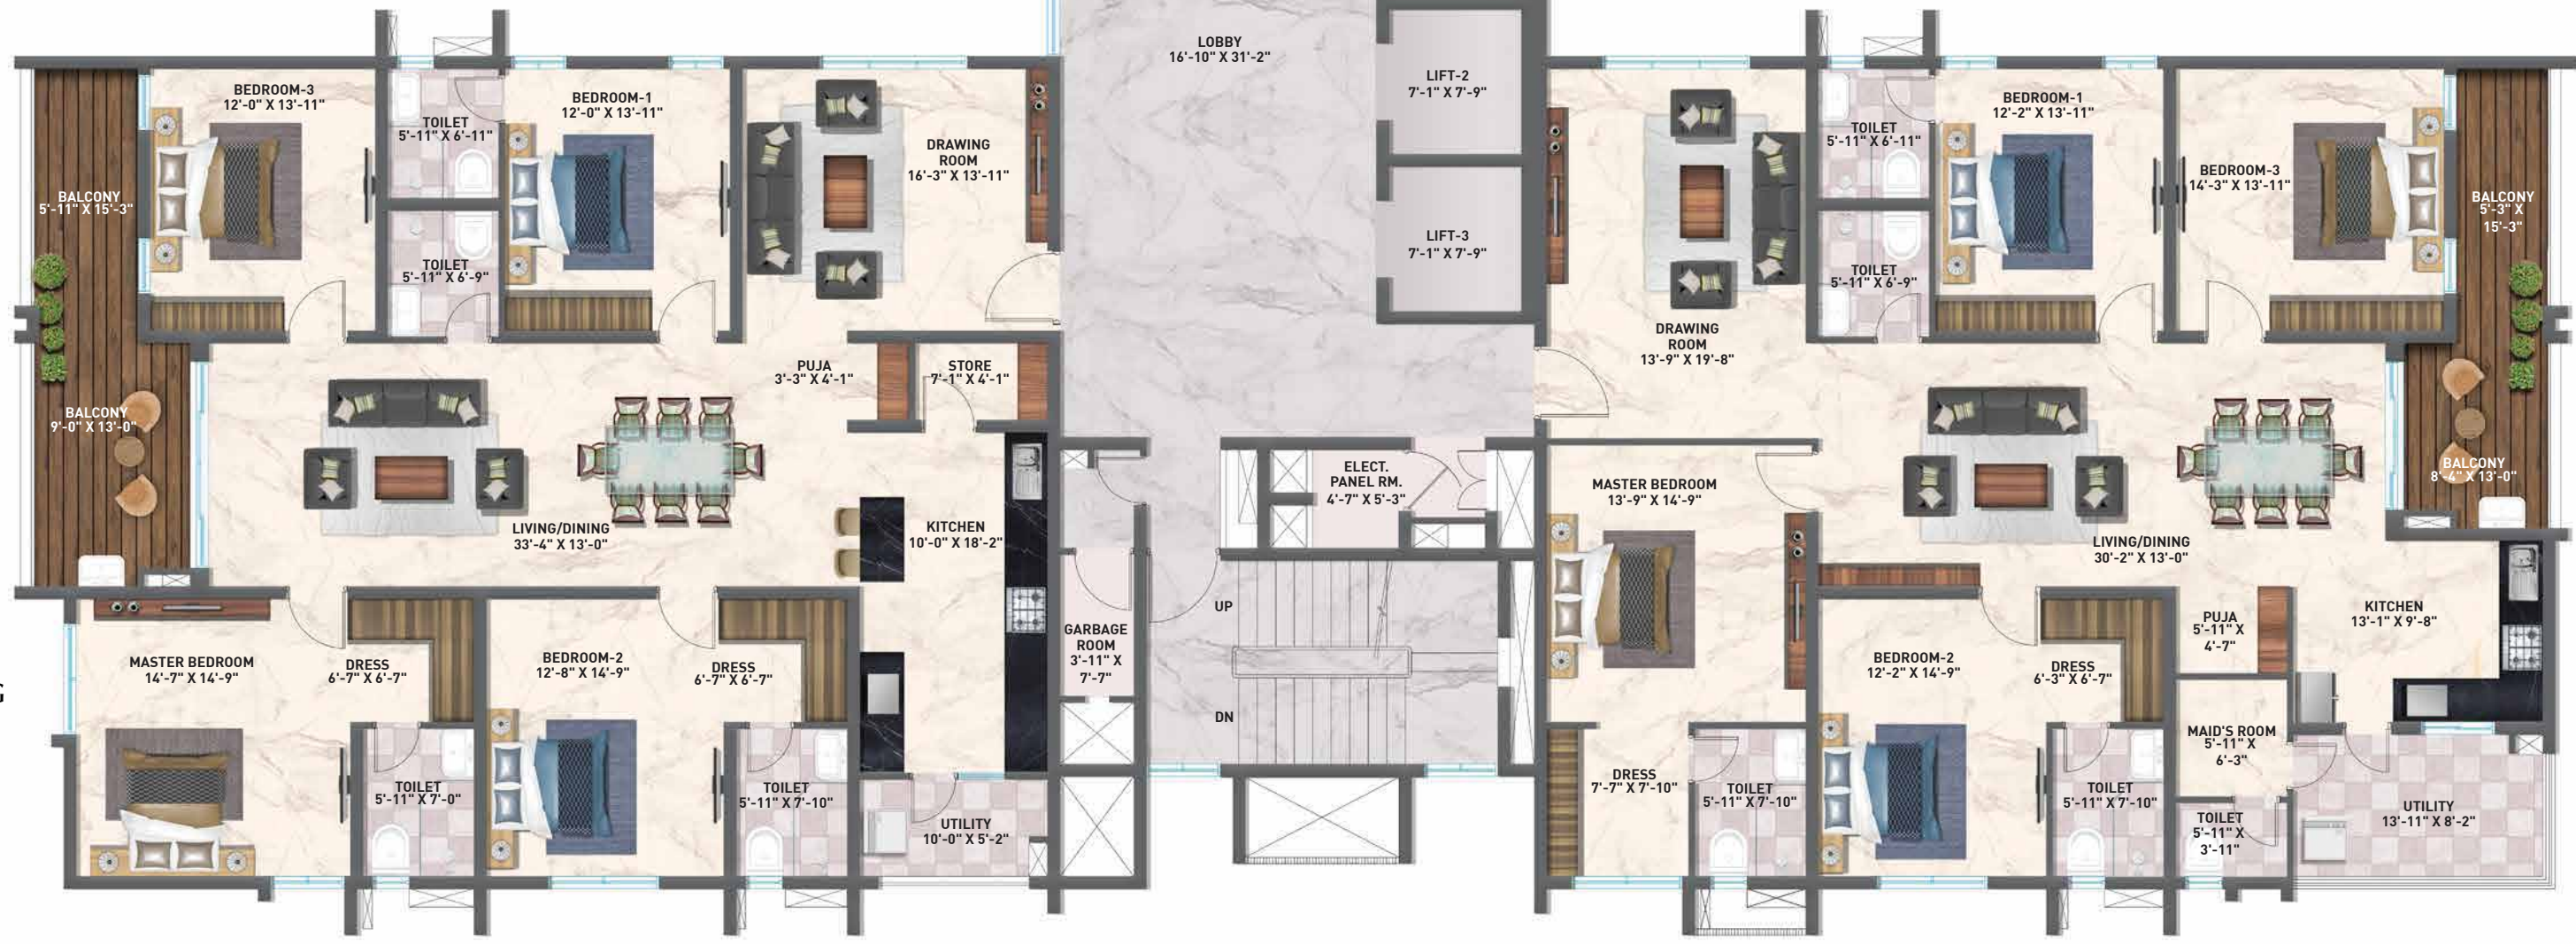 LOBBY
16'-10" X 31'-2"
LIFT-2
7'-1" X 7'-9"
LIFT-3
7'-1" X 7'-9"
BEDROOM-3
12'-0" X 13'-11"
TOILET
5'-11" X 6'-11"
BEDROOM-1
12'-0" X 13'-11"
DRAWING
ROOM
16'-3" X 13'-11"
BALCONY
5'-11" X 15'-3"
TOILET
5'-11" X 6'-9"
PUJA
3'-3" X 4'-1"
STORE
7'-1" X 4'-1"
BALCONY
9'-0" X 13'-0"
LIVING/DINING
33'-4" X 13'-0"
KITCHEN
10'-0" X 18'-2"
MASTER BEDROOM
14'-7" X 14'-9"
DRESS
6'-7" X 6'-7"
BEDROOM-2
12'-8" X 14'-9"
DRESS
6'-7" X 6'-7"
TOILET
5'-11" X 7'-0"
TOILET
5'-11" X 7'-10"
UTILITY
10'-0" X 5'-2"
G
ELECT.
PANEL RM.
4'-7" X 5'-3"
GARBAGE
ROOM
3'-11" X
7'-7"
UP
DN
TOILET
5'-11" X 6'-11"
BEDROOM-1
12'-2" X 13'-11"
BEDROOM-3
14'-3" X 13'-11"
BALCONY
5'-3" X
15'-3"
TOILET
5'-11" X 6'-9"
DRAWING
ROOM
13'-9" X 19'-8"
MASTER BEDROOM
13'-9" X 14'-9"
BALCONY
8'-4" X 13'-0"
LIVING/DINING
30'-2" X 13'-0"
PUJA
5'-11" X
4'-7"
KITCHEN
13'-1" X 9'-8"
BEDROOM-2
12'-2" X 14'-9"
DRESS
6'-3" X 6'-7"
MAID'S ROOM
5'-11" X
6'-3"
DRESS
7'-7" X 7'-10"
TOILET
5'-11" X 7'-10"
TOILET
5'-11" X 7'-10"
TOILET
5'-11" X
3'-11"
UTILITY
13'-11" X 8'-2"